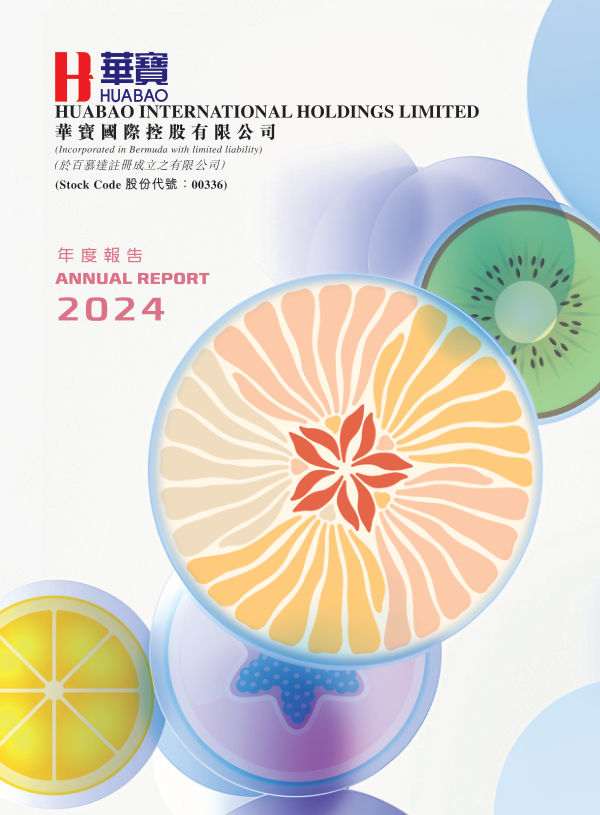 華寶
HUABAO
HUABAO INTERNATIONAL HOLDINGS LIMITED
華寶國際控股有限公司
(Incorporated in Bermuda with limited liability)
(於百慕達註冊成立之有限公司)
(Stock Code 股份代號：00336)
年度報告
ANNUAL REPORT
2024